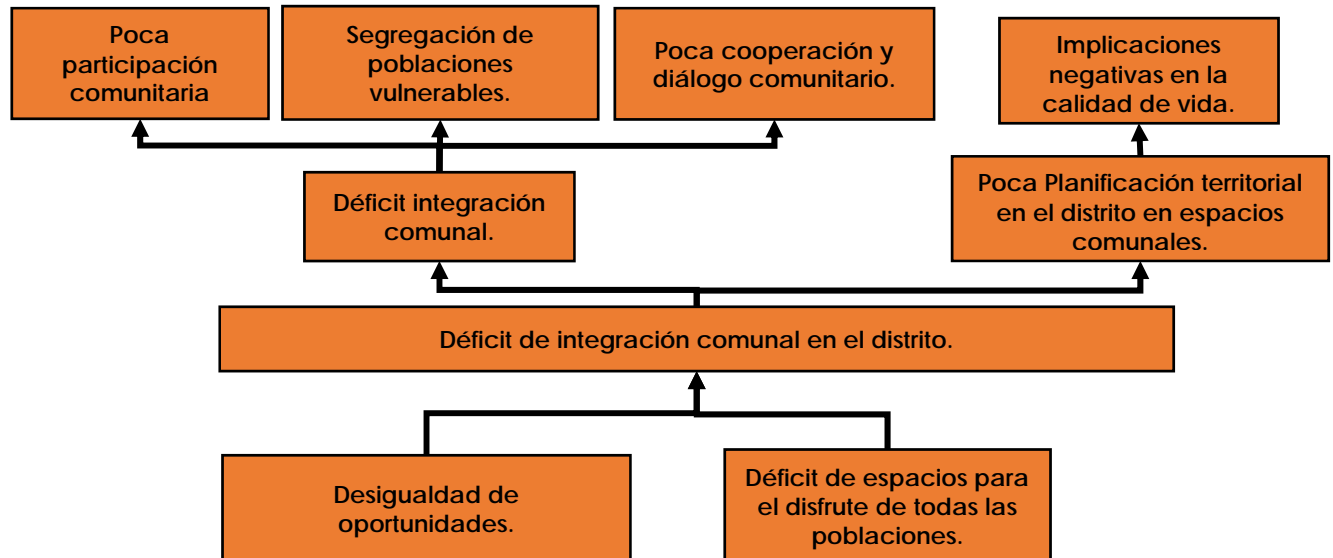 Poca
participación
comunitaria
Segregación de
poblaciones
vulnerables.
Poca cooperación y
diálogo comunitario.
Implicaciones
negativas en la
calidad de vida.
Déficit integración
comunal.
Poca Planificación territorial
en el distrito en espacios
comunales.
Déficit de integración comunal en el distrito.
Desigualdad de
oportunidades.
Déficit de espacios para
el disfrute de todas las
poblaciones.